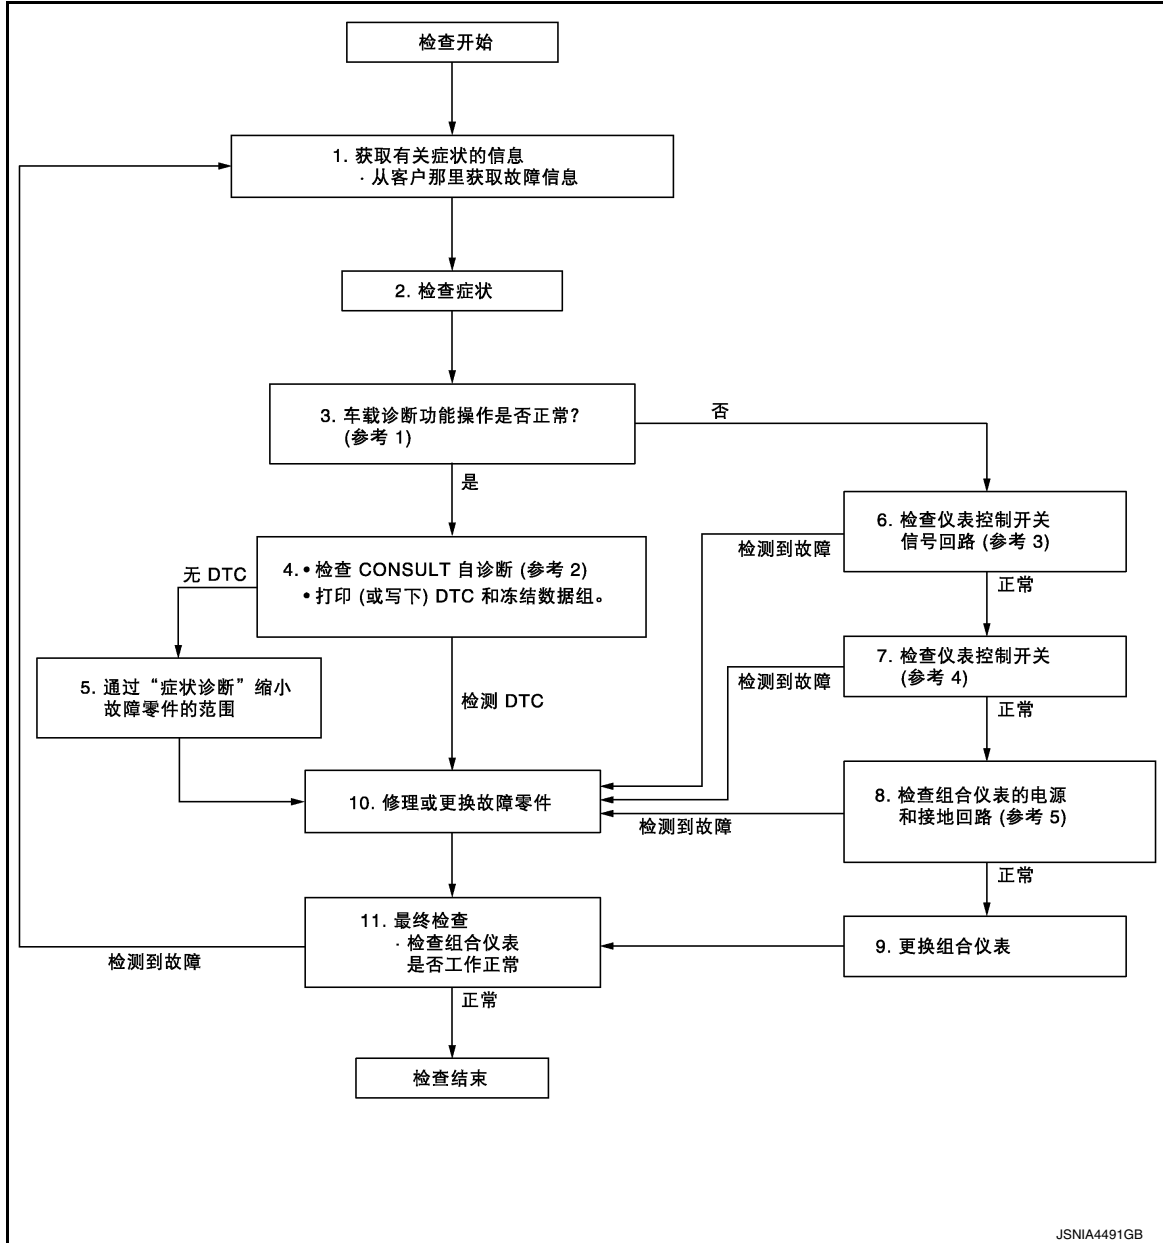 检查开始
1. 获取有关症状的信息
· 从客户那里获取故障信息
2. 检查症状
3. 车载诊断功能操作是否正常?
(参考 1)
否
是
6. 检查仪表控制开关
信号回路 (参考 3)
检测到故障
正常
无 DTC
4. • 检查 CONSULT 自诊断 (参考 2)
• 打印 (或写下) DTC 和冻结数据组。
7. 检查仪表控制开关
(参考 4)
检测到故障
正常
5. 通过“症状诊断”缩小
故障零件的范围
检测 DTC
10. 修理或更换故障零件
8. 检查组合仪表的电源
和接地回路 (参考 5)
检测到故障
正常
11. 最终检查
· 检查组合仪表
是否工作正常
9. 更换组合仪表
检测到故障
正常
检查结束
JSNIA4491GB